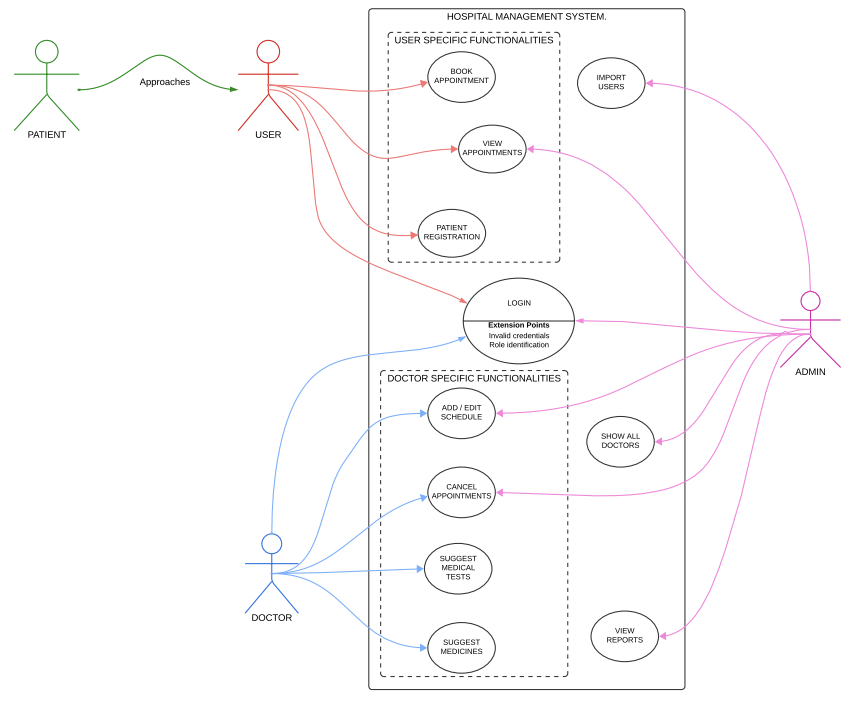 HOSPITAL MANAGEMENT SYSTEM.
USER SPECIFIC FUNCTIONALITIES
BOOK
APPOINTMENT
IMPORT
USERS
Approaches
PATIENT
USER
VIEW
APPOINTMENTS
PATIENT
REGISTRATION
LOGIN
Extension Points
Invalid credentials
Role identification
ADMIN
DOCTOR SPECIFIC FUNCTIONALITIES
ADD / EDIT
SCHEDULE
SHOW ALL
DOCTORS
CANCEL
APPOINTMENTS
SUGGEST
MEDICAL
TESTS
DOCTOR
SUGGEST
MEDICINES
VIEW
REPORTS